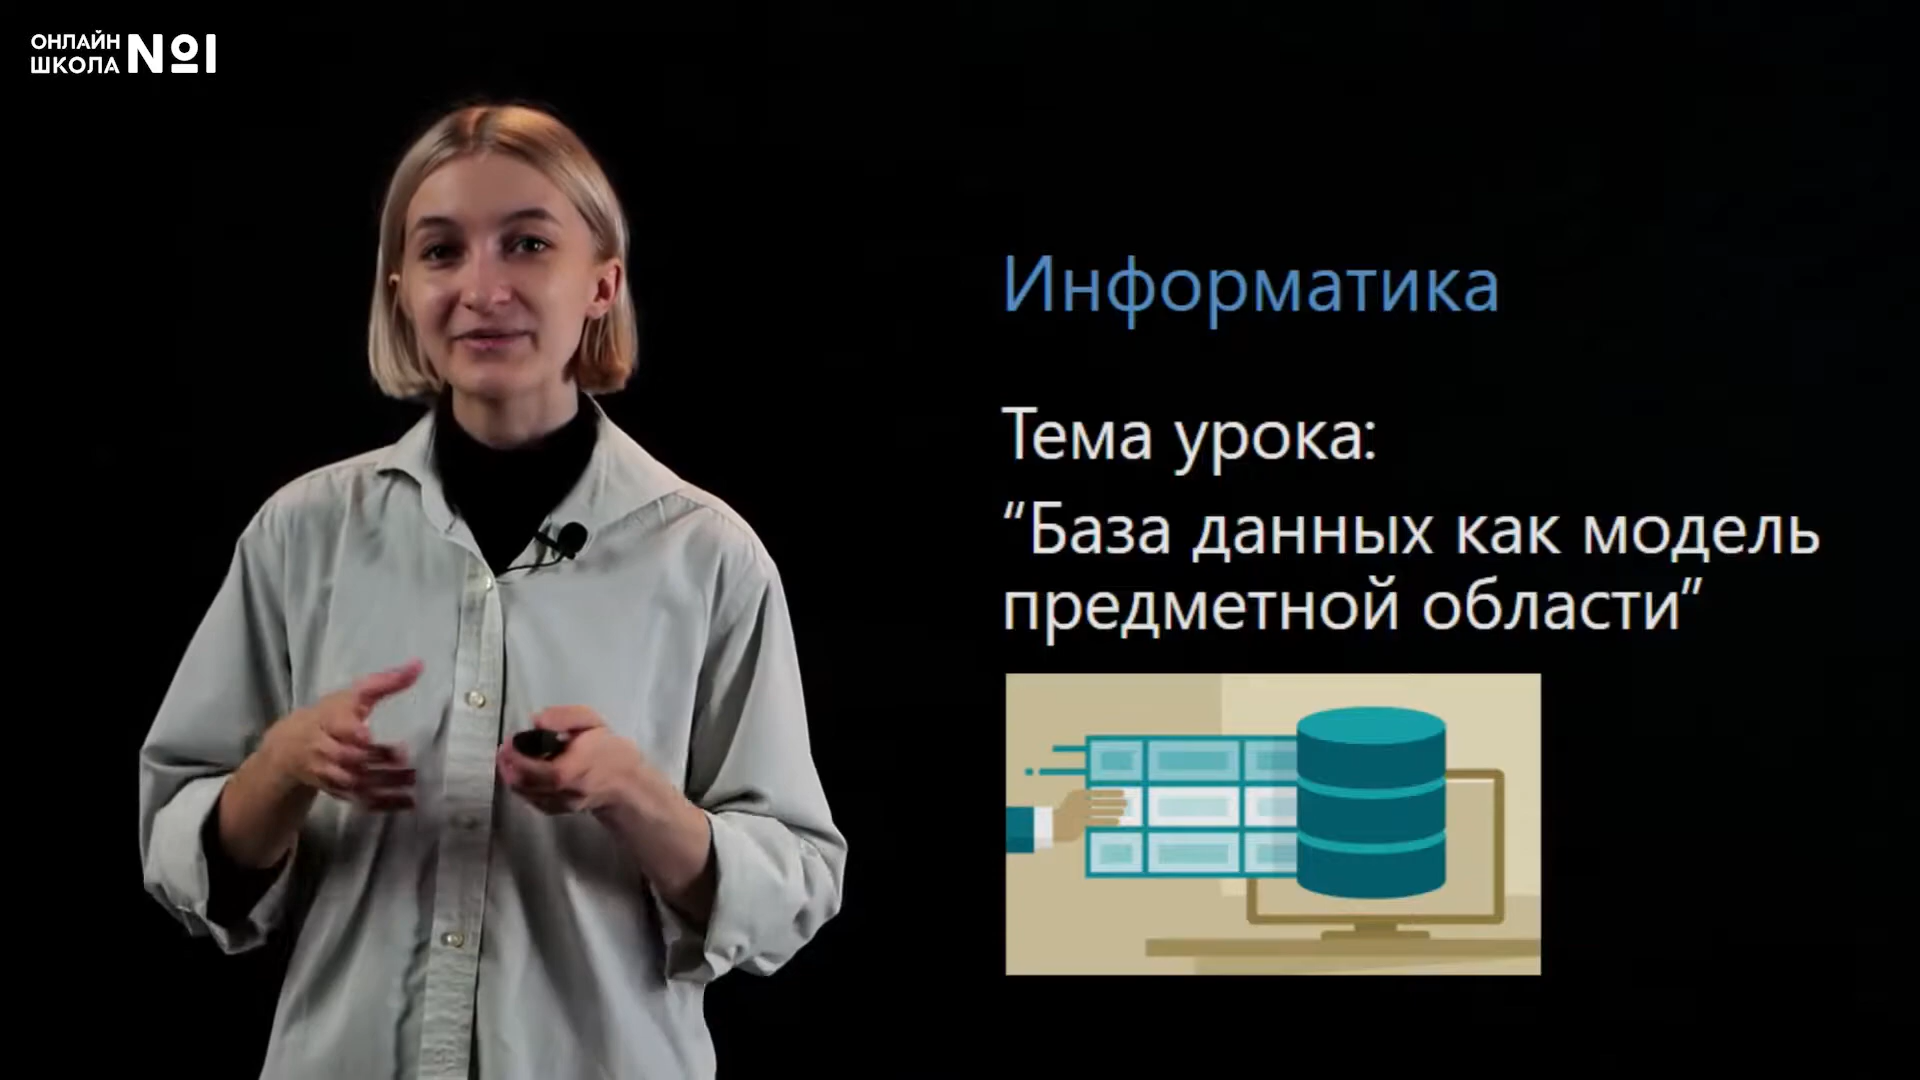 ОНЛАЙН
ШКОЛА №1
Информатика
Тема урока:
“База данных как модель
предметной области”